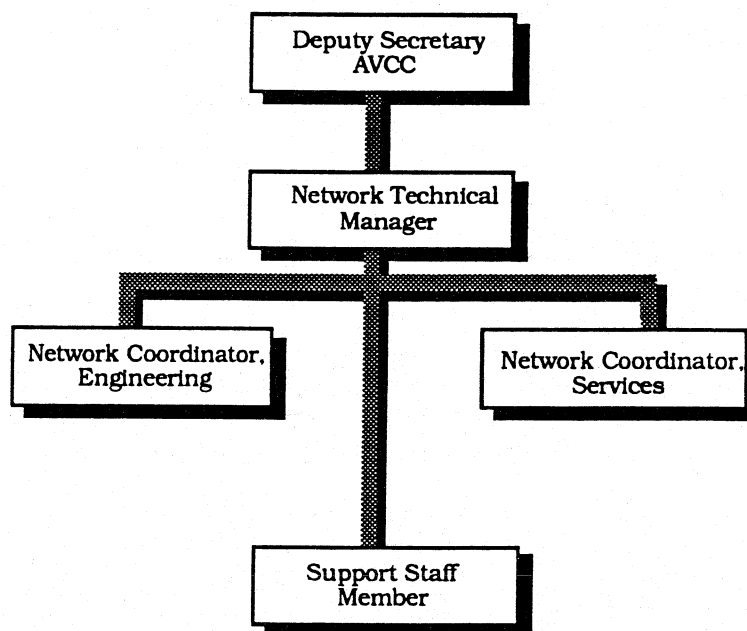 Deputy Secretary
AVCC
Network Technical
Manager
Network Coordinator,
Engineering
Network Coordinator,
Services
Support Staff
Member